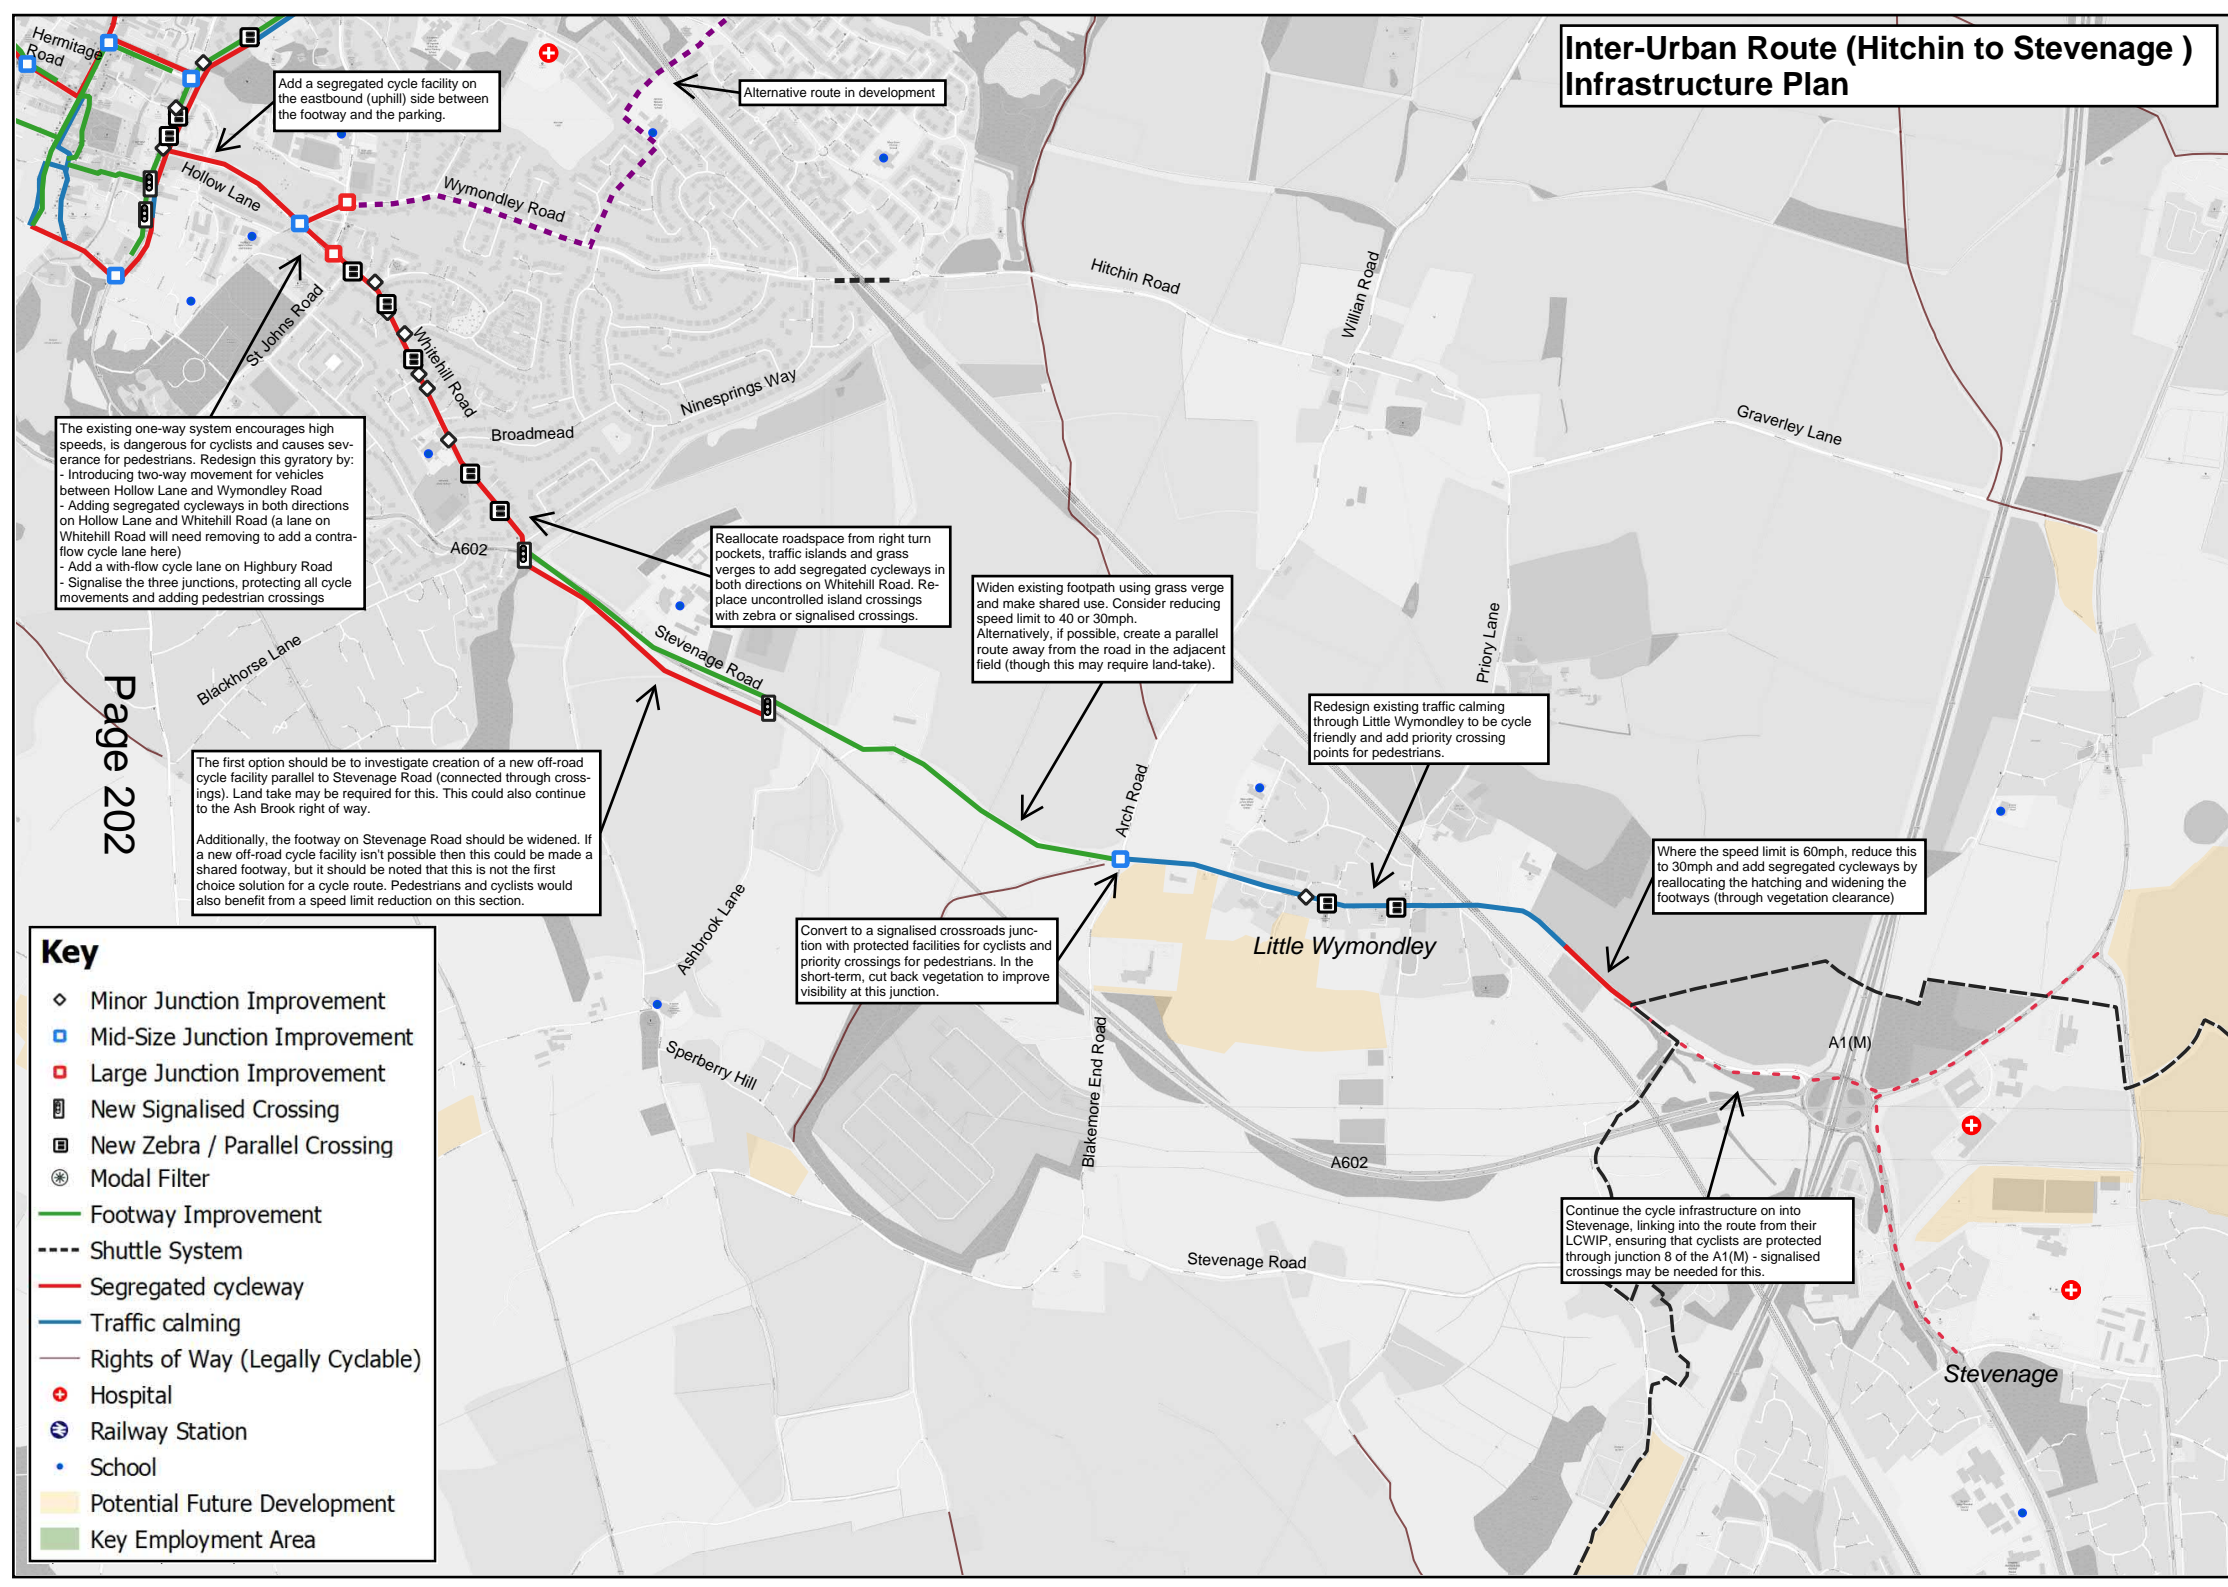 Inter-Urban Route (Hitchin to Stevenage )
Infrastructure Plan
Hermitage
Road
Add a segregated cycle facility on
the eastbound (uphill) side between
the footway and the parking.
Alternative route in development
Hollow Lane
Wymondley Road
Hitchin Road
Willian Road
St Johns Road
Whitehill Road
Ninesprings Way
Broadmead
Graverley Lane
The existing one-way system encourages high
speeds, is dangerous for cyclists and causes sev-
erance for pedestrians. Redesign this gyratory by:
- Introducing two-way movement for vehicles
between Hollow Lane and Wymondley Road
- Adding segregated cycleways in both directions
on Hollow Lane and Whitehill Road (a lane on
Whitehill Road will need removing to add a contra-
flow cycle lane here)
- Add a with-flow cycle lane on Highbury Road
- Signalise the three junctions, protecting all cycle
movements and adding pedestrian crossings
A602
Reallocate roadspace from right turn
pockets, traffic islands and grass
verges to add segregated cycleways in
both directions on Whitehill Road. Re-
place uncontrolled island crossings
with zebra or signalised crossings.
Widen existing footpath using grass verge
and make shared use. Consider reducing
speed limit to 40 or 30mph.
Alternatively, if possible, create a parallel
route away from the road in the adjacent
field (though this may require land-take).
Blackhorse Lane
Stevenage Road
Priory Lane
Page 202
Redesign existing traffic calming
through Little Wymondley to be cycle
friendly and add priority crossing
points for pedestrians.
The first option should be to investigate creation of a new off-road
cycle facility parallel to Stevenage Road (connected through cross-
ings). Land take may be required for this. This could also continue
to the Ash Brook right of way.
Additionally, the footway on Stevenage Road should be widened. If
a new off-road cycle facility isn't possible then this could be made a
shared footway, but it should be noted that this is not the first
choice solution for a cycle route. Pedestrians and cyclists would
also benefit from a speed limit reduction on this section.
Arch Road
Where the speed limit is 60mph, reduce this
to 30mph and add segregated cycleways by
reallocating the hatching and widening the
footways (through vegetation clearance)
Ashbrook Lane
Convert to a signalised crossroads junc-
tion with protected facilities for cyclists and
priority crossings for pedestrians. In the
short-term, cut back vegetation to improve
visibility at this junction.
Little Wymondley
Sperberry Hill
Blakemore End Road
A1(M)
A602
Continue the cycle infrastructure on into
Stevenage, linking into the route from their
LCWIP, ensuring that cyclists are protected
through junction 8 of the A1(M) - signalised
crossings may be needed for this.
Stevenage Road
Stevenage
Key
Minor Junction Improvement
Mid-Size Junction Improvement
Large Junction Improvement
New Signalised Crossing
New Zebra / Parallel Crossing
Modal Filter
Footway Improvement
Shuttle System
Segregated cycleway
Traffic calming
Rights of Way (Legally Cyclable)
Hospital
Railway Station
School
Potential Future Development
Key Employment Area